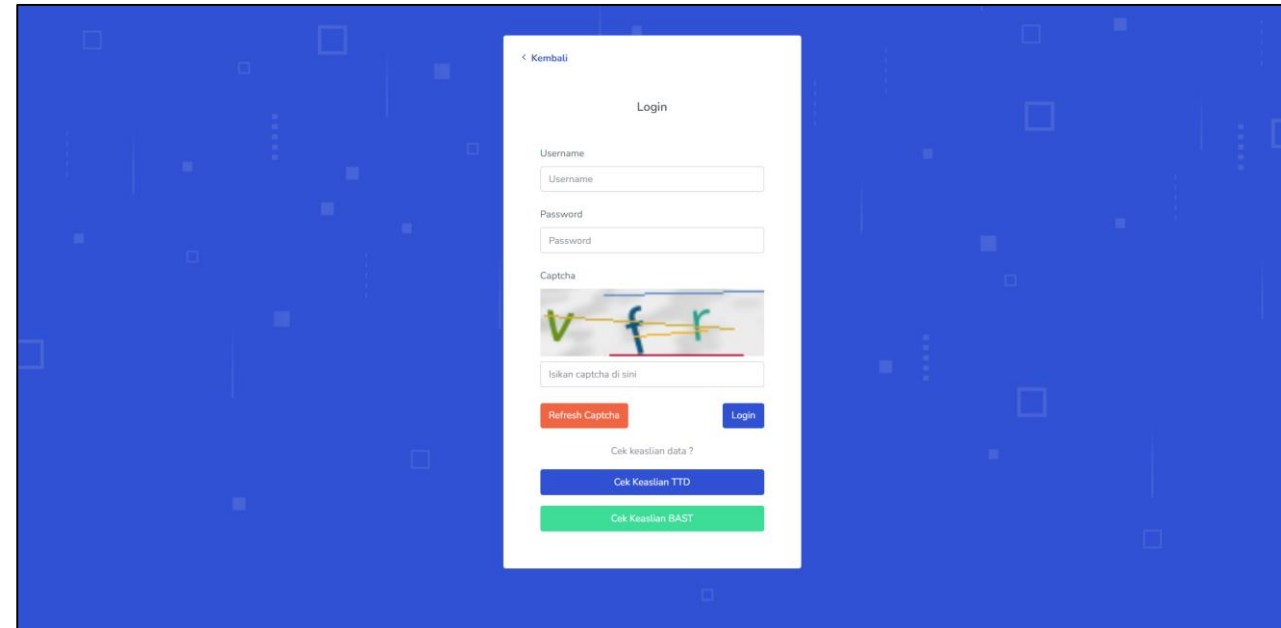 < Kembali
Login
Username
Username
Password
Password
Captcha
v f r
Isikan captcha di sini
Refresh Captcha
Login
Cek keaslian data ?
Cek Keaslian TTD
Cek Keaslian BAST